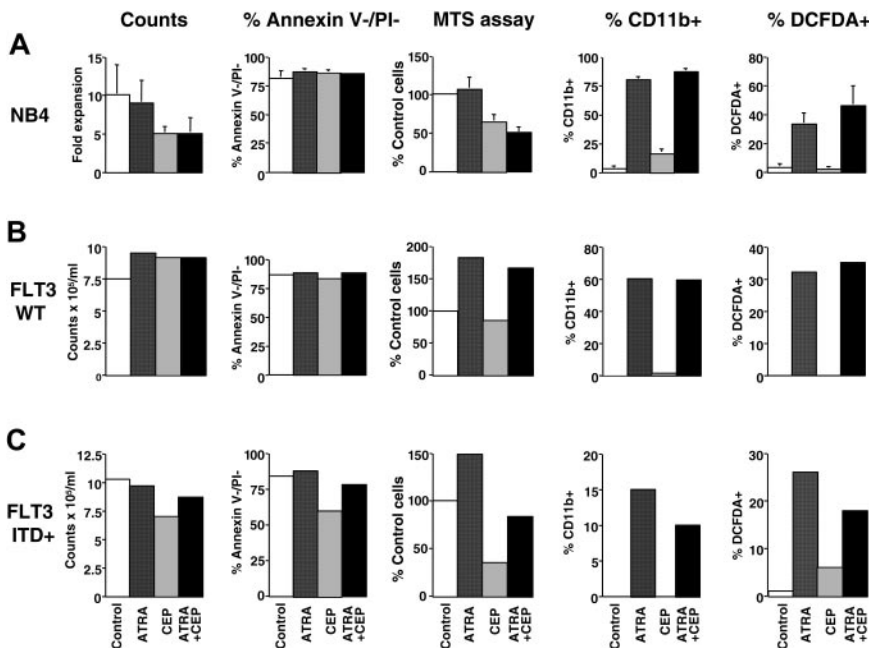 Counts % Annexin V-/PI- MTS assay % CD11b+ % DCFDA+
A
NB4
Fold expansion
15
10
5
0
% Annexin V-/PI-
100
75
50
25
0
% Control cells
150
100
50
0
% CD11b+
100
75
50
25
0
% DCFDA+
80
60
40
20
0
B
FLT3
WT
Counts x 10⁵/ml
10
7.5
5
2.5
0
% Annexin V-/PI-
100
75
50
25
0
% Control cells
200
150
100
50
0
% CD11b+
80
60
40
20
0
% DCFDA+
40
30
20
10
0
C
FLT3
ITD+
Counts x 10⁵/ml
12.5
10
7.5
5
2.5
0
% Annexin V-/PI-
100
75
50
25
0
% Control cells
150
100
50
0
% CD11b+
20
15
10
5
0
% DCFDA+
30
20
10
0
Control ATRA CEP ATRA +CEP
Control ATRA CEP ATRA +CEP
Control ATRA CEP ATRA +CEP
Control ATRA CEP ATRA +CEP
Control ATRA CEP ATRA +CEP